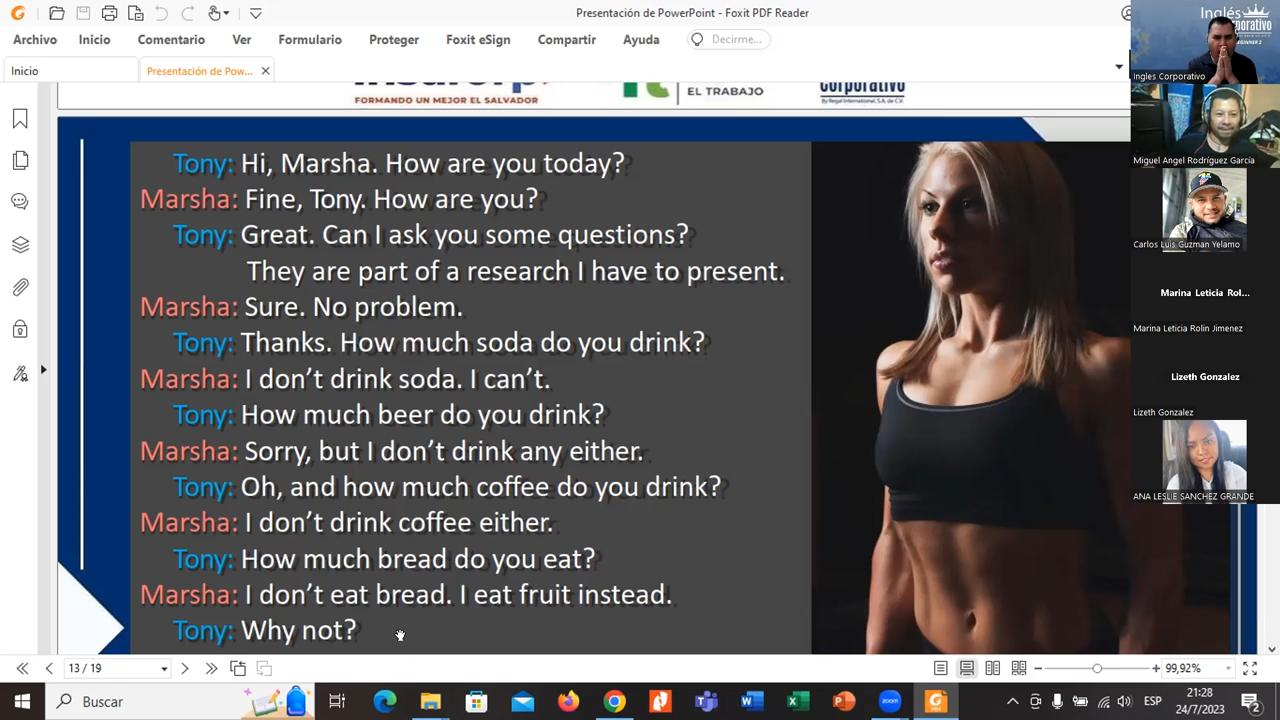 Presentación de PowerPoint - Foxit PDF Reader
Archivo
Inicio
Comentario
Ver
Formulario
Proteger
Foxit eSign
Compartir
Ayuda
Decirme...
Inicio
Presentación de Pow...
FORMANDO UN MEJOR EL SALVADOR
EL TRABAJO
Corporativo
By Regal International, S.A. de C.V.
Tony: Hi, Marsha. How are you today?
Marsha: Fine, Tony. How are you?
Tony: Great. Can I ask you some questions?
They are part of a research I have to present.
Marsha: Sure. No problem.
Tony: Thanks. How much soda do you drink?
Marsha: I don't drink soda. I can't.
Tony: How much beer do you drink?
Marsha: Sorry, but I don't drink any either.
Tony: Oh, and how much coffee do you drink?
Marsha: I don't drink coffee either.
Tony: How much bread do you eat?
Marsha: I don't eat bread. I eat fruit instead.
Tony: Why not?
Inglés
Ingles Corporativo
Miguel Angel Rodríguez García
Carlos Luis Guzman Yelamo
Marina Leticia Rol...
Marina Leticia Rolin Jimenez
Lizeth Gonzalez
Lizeth Gonzalez
ANA LESLIE SANCHEZ GRANDE
13 / 19
99,92%
Buscar
zoom
ESP
21:28
24/7/2023
2